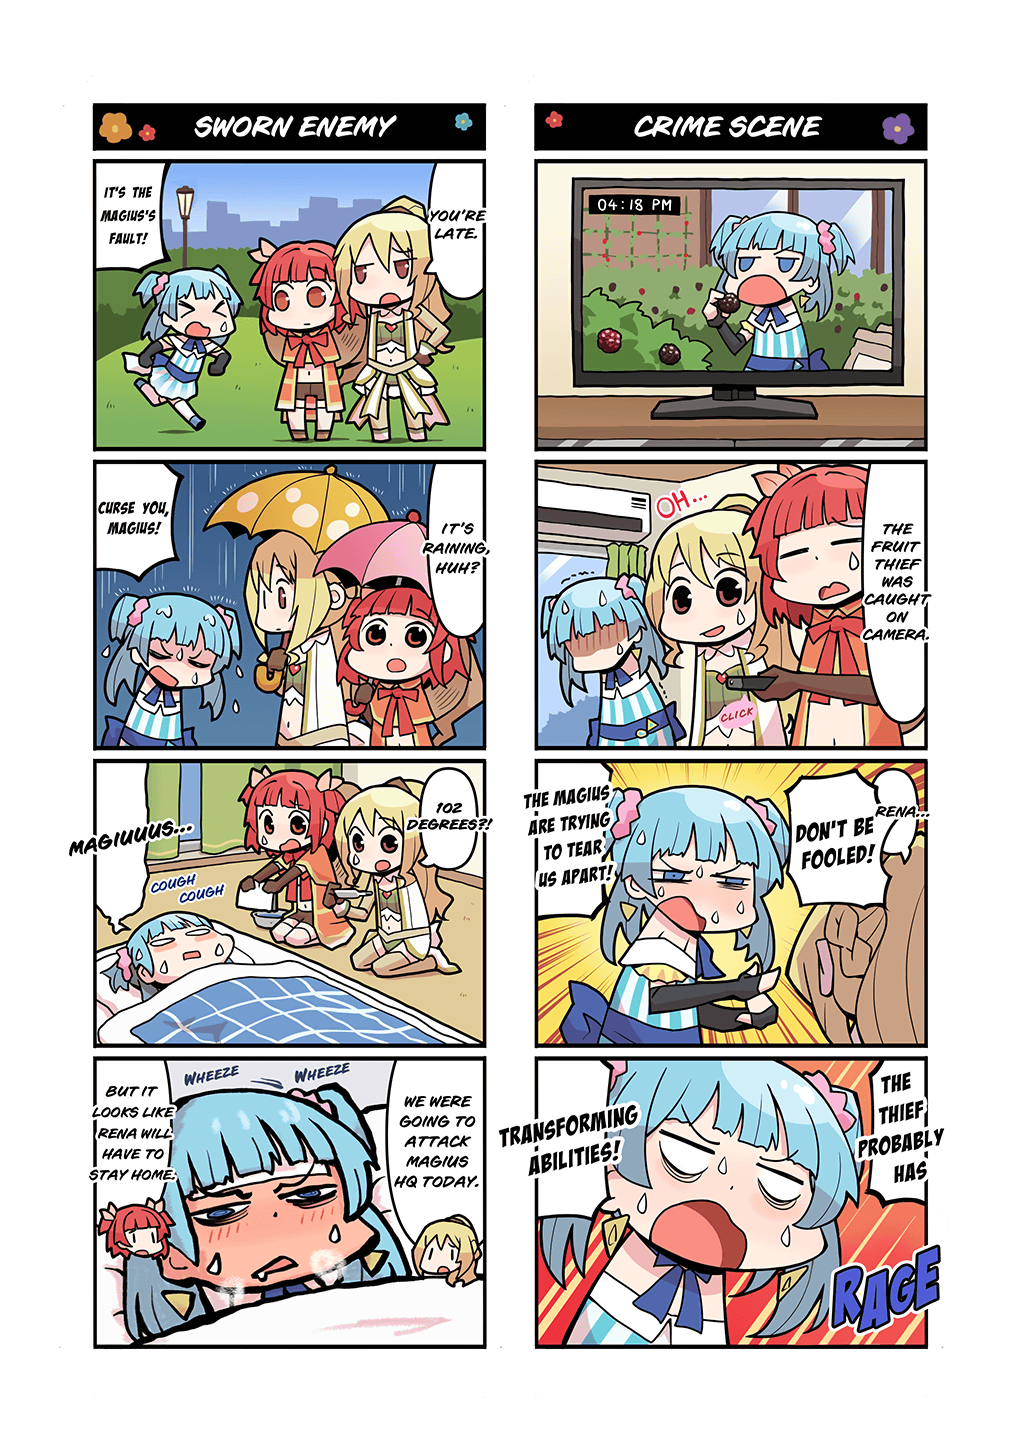 CRIME SCENE
04:18 PM
OH...
THE
FRUIT
THIEF
WAS
CAUGHT
ON
CAMERA.
CLICK
RENA...
DON'T BE
FOOLED!
THE MAGIUS
ARE TRYING
TO TEAR
US APART!
THE
THIEF
PROBABLY
HAS
TRANSFORMING
ABILITIES!
RAGE
SWORN ENEMY
YOU'RE
LATE.
IT'S THE
MAGIUS'S
FAULT!
IT'S
RAINING,
HUH?
CURSE YOU,
MAGIUS!
102
DEGREES?!
MAGIUUUS...
COUGH
COUGH
WE WERE
GOING TO
ATTACK
MAGIUS
HQ TODAY.
WHEEZE
WHEEZE
BUT IT
LOOKS LIKE
RENA WILL
HAVE TO
STAY HOME.